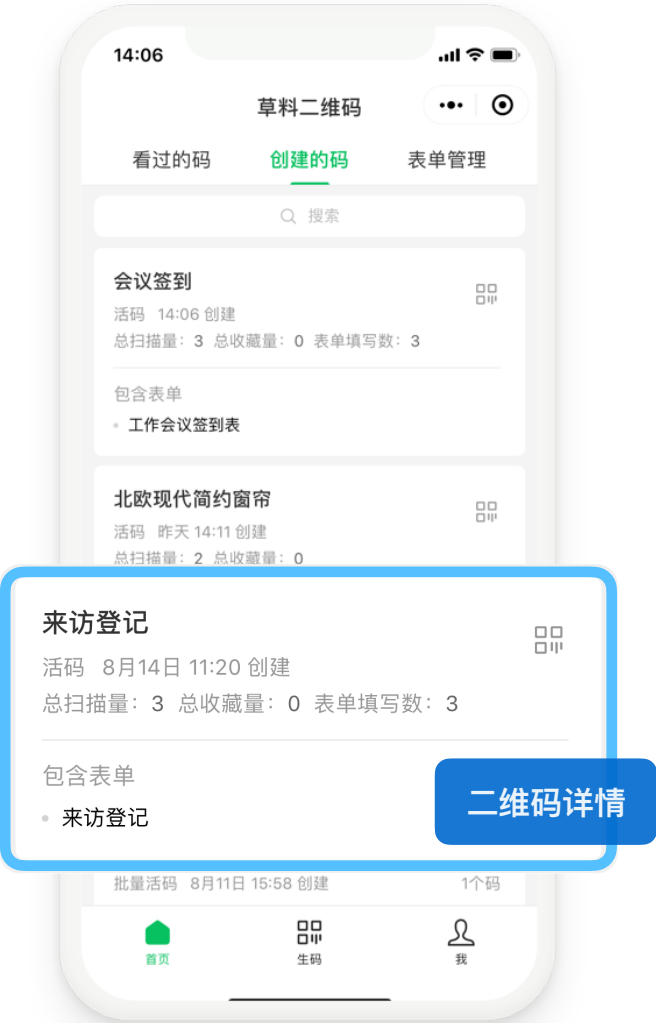 14:06
草料二维码
看过的码 创建的码 表单管理
搜索
会议签到
活码 14:06 创建
总扫描量：3 总收藏量：0 表单填写数：3
包含表单
工作会议签到表
北欧现代简约窗帘
活码 昨天 14:11 创建
总扫描量：2 总收藏量：0
来访登记
活码 8月14日 11:20 创建
总扫描量：3 总收藏量：0 表单填写数：3
包含表单
来访登记
二维码详情
批量活码 8月11日 15:58 创建 1个码
首页 生码 我